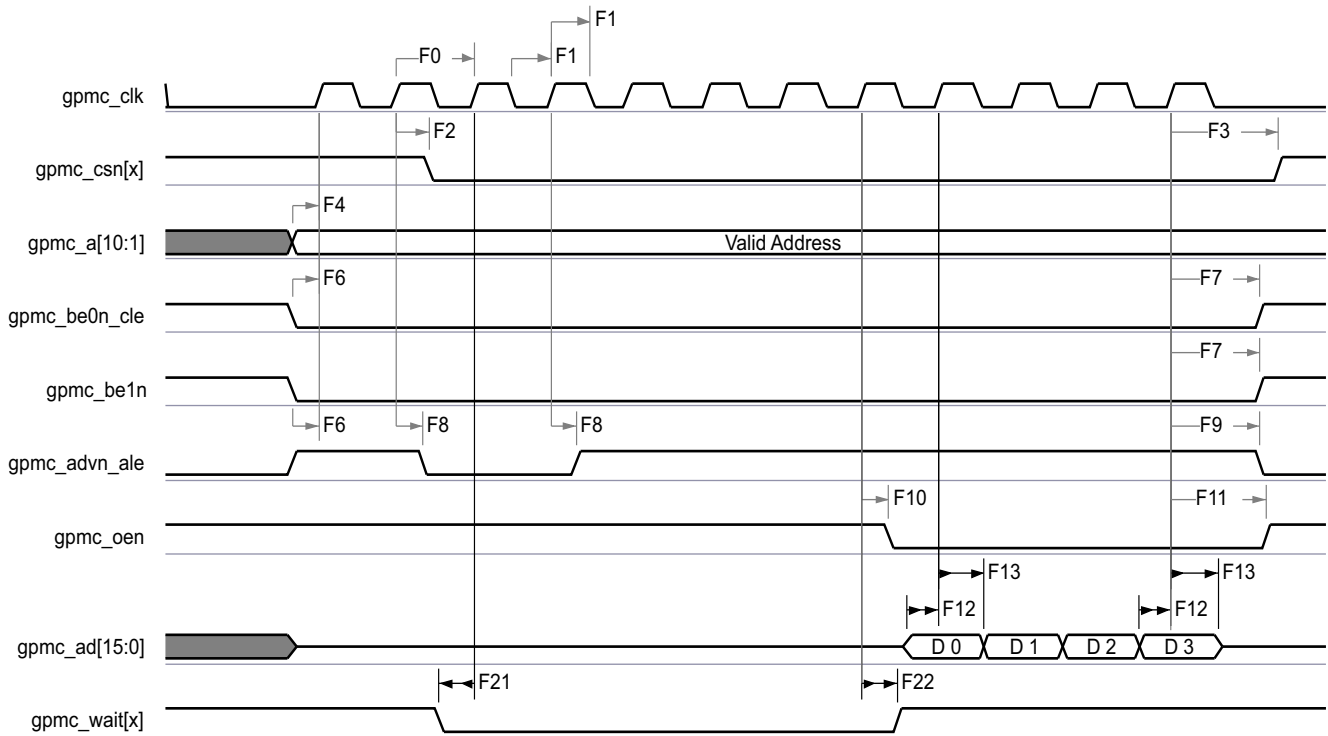 F1
F0
F1
gpmc_clk
F2
F3
gpmc_csn[x]
F4
gpmc_a[10:1]
Valid Address
F6
F7
gpmc_be0n_cle
F7
gpmc_be1n
F6
F8
F8
F9
gpmc_advn_ale
F10
F11
gpmc_oen
F13
F13
F12
F12
gpmc_ad[15:0]
D 0
D 1
D 2
D 3
F21
F22
gpmc_wait[x]